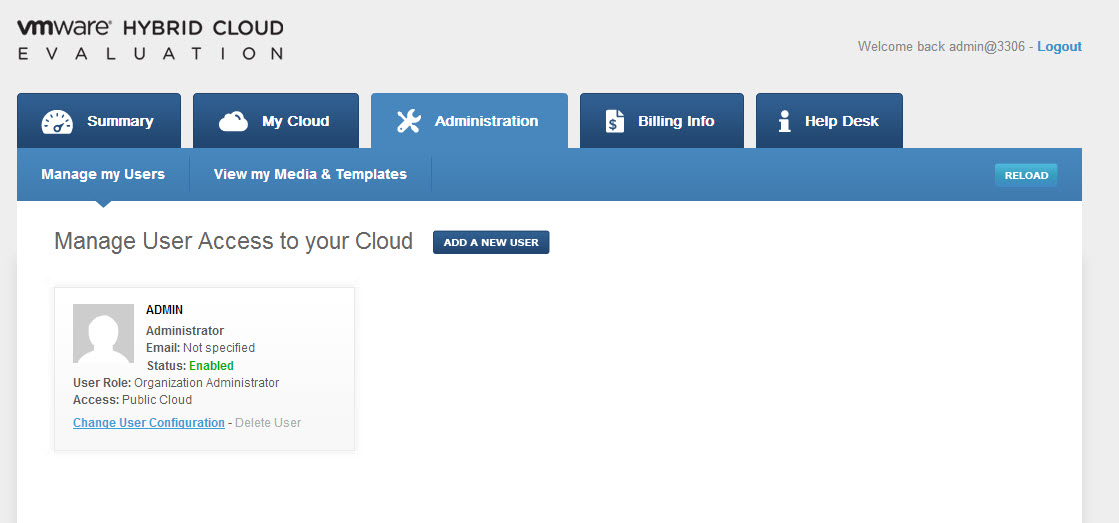 vmware® HYBRID CLOUD
EVALUATION
Welcome back admin@3306 - Logout
Summary
My Cloud
Administration
Billing Info
Help Desk
Manage my Users
View my Media & Templates
RELOAD
Manage User Access to your Cloud
ADD A NEW USER
ADMIN
Administrator
Email: Not specified
Status: Enabled
User Role: Organization Administrator
Access: Public Cloud
Change User Configuration - Delete User